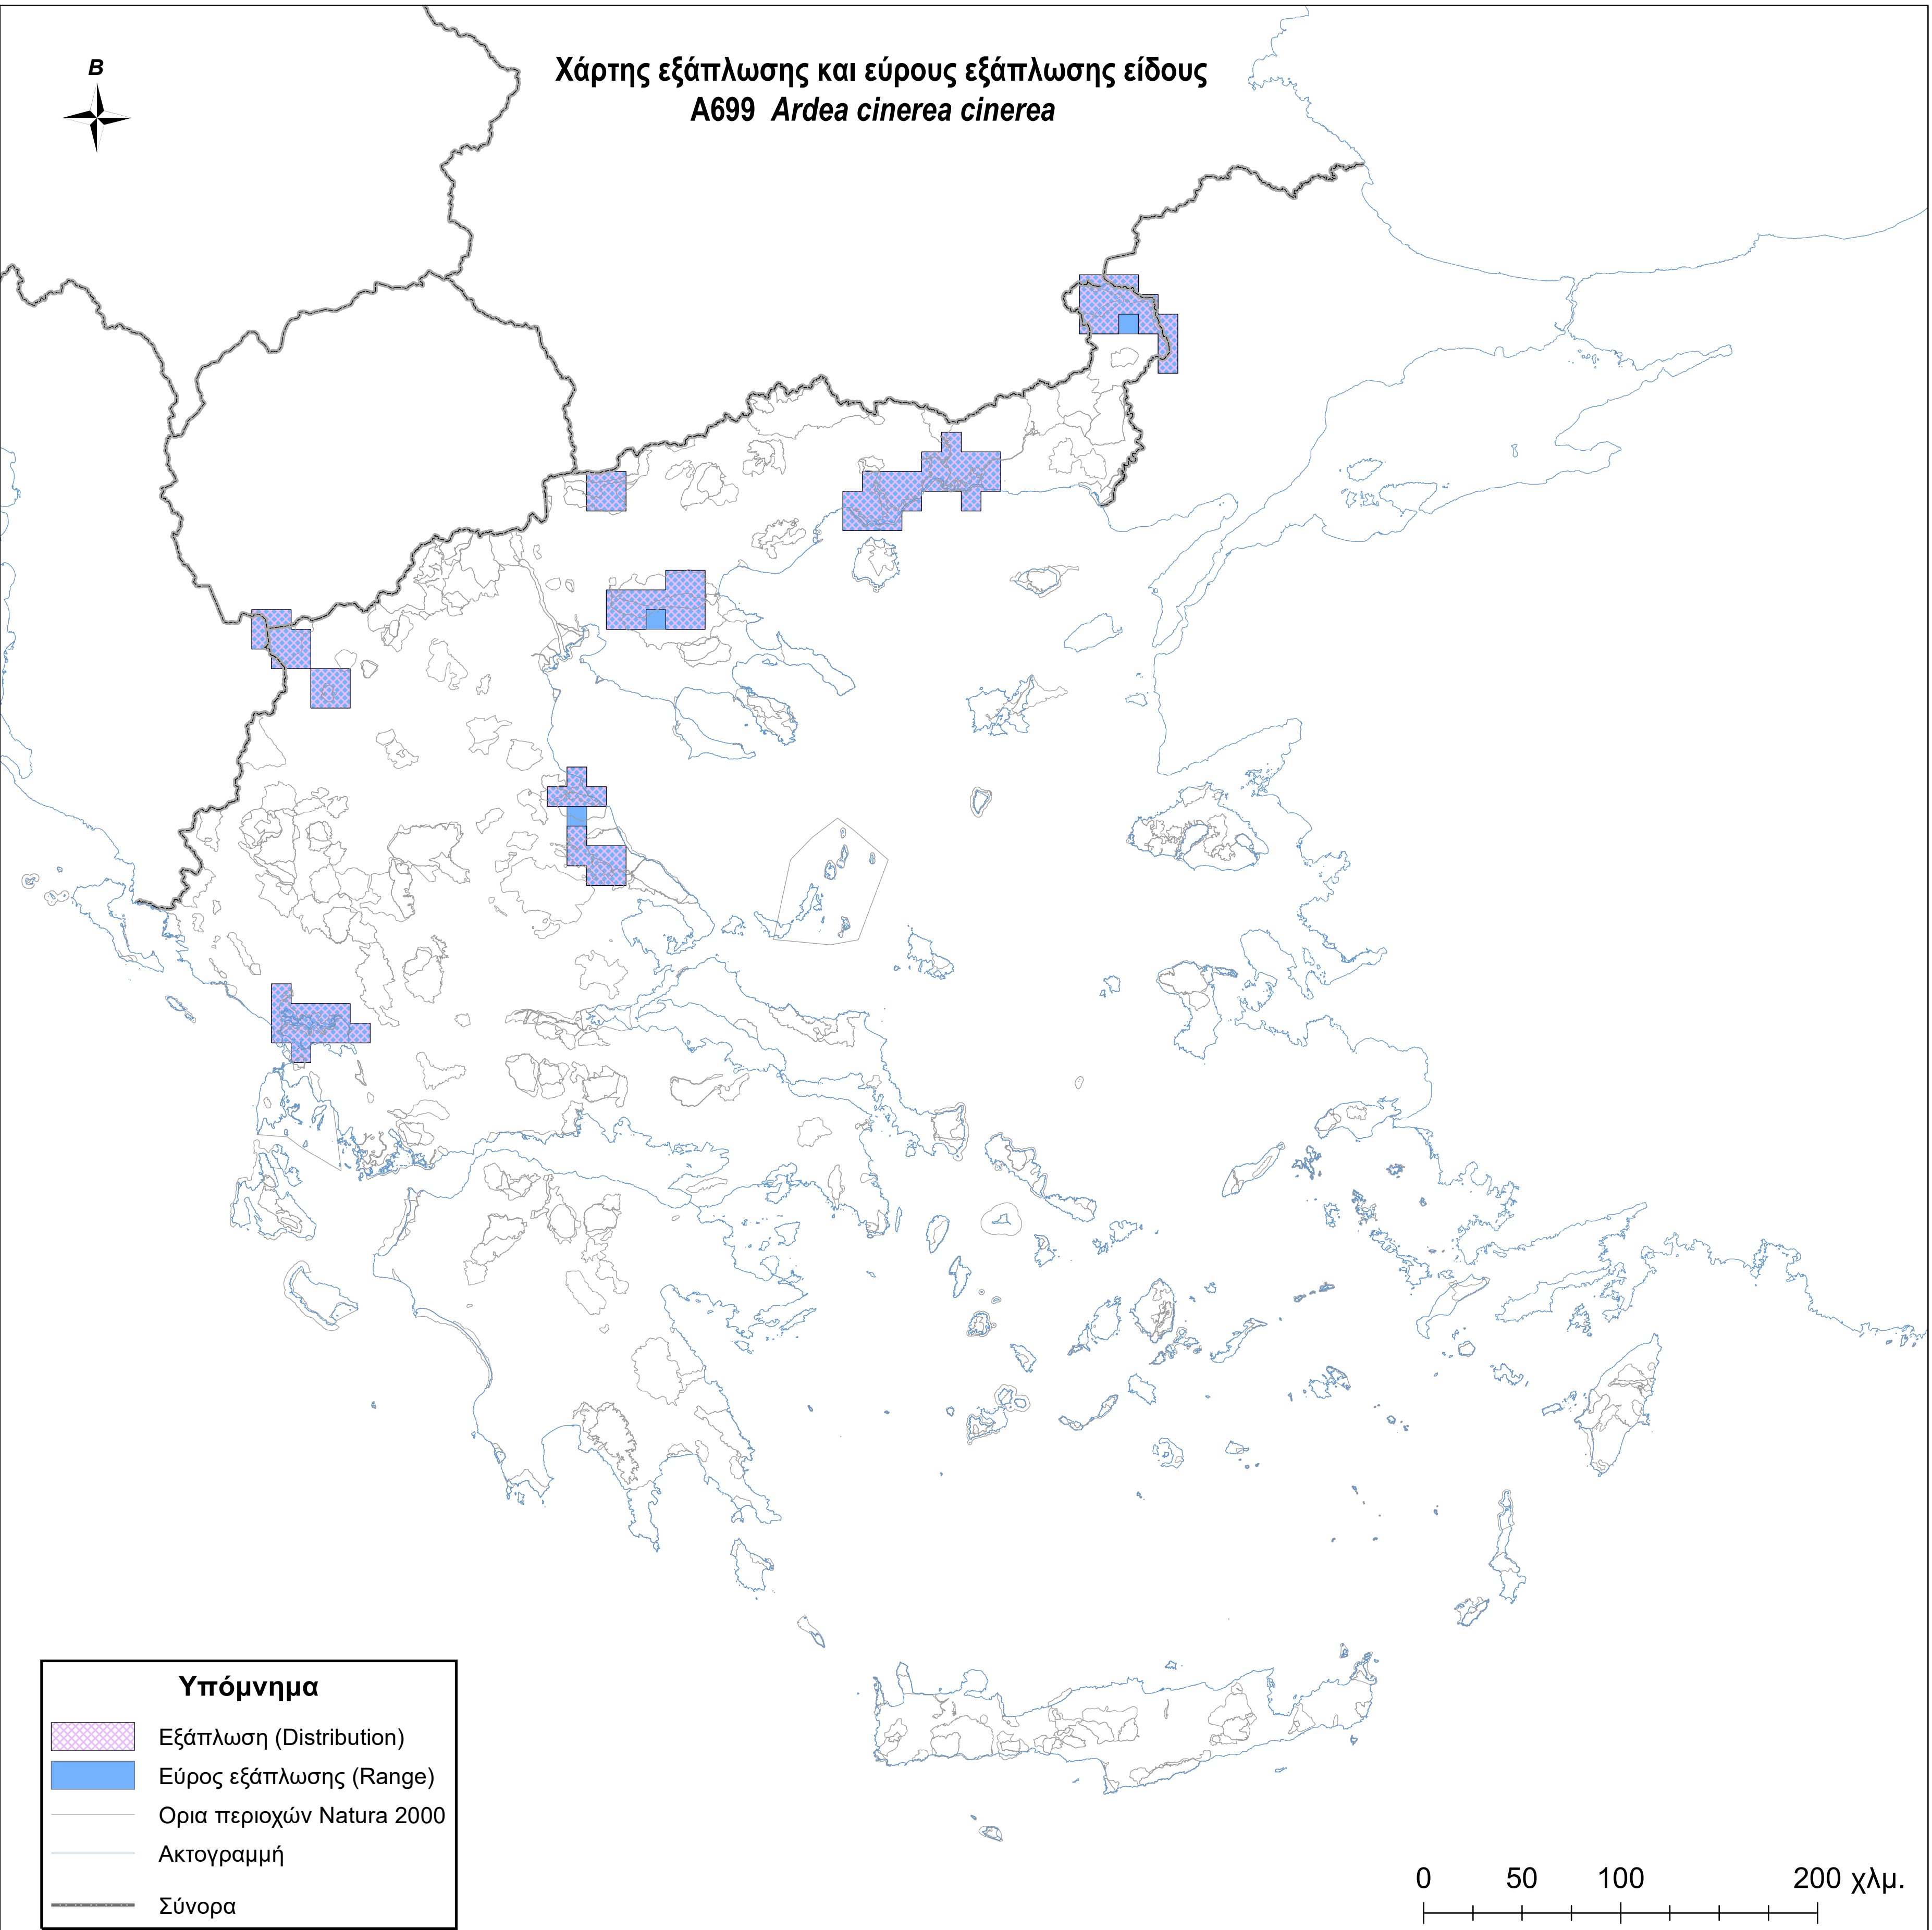 Β
Χάρτης εξάπλωσης και εύρους εξάπλωσης είδους
A699 Ardea cinerea cinerea
Υπόμνημα
Εξάπλωση (Distribution)
Εύρος εξάπλωσης (Range)
Ορια περιοχών Natura 2000
Ακτογραμμή
Σύνορα
0 50 100 200 χλμ.